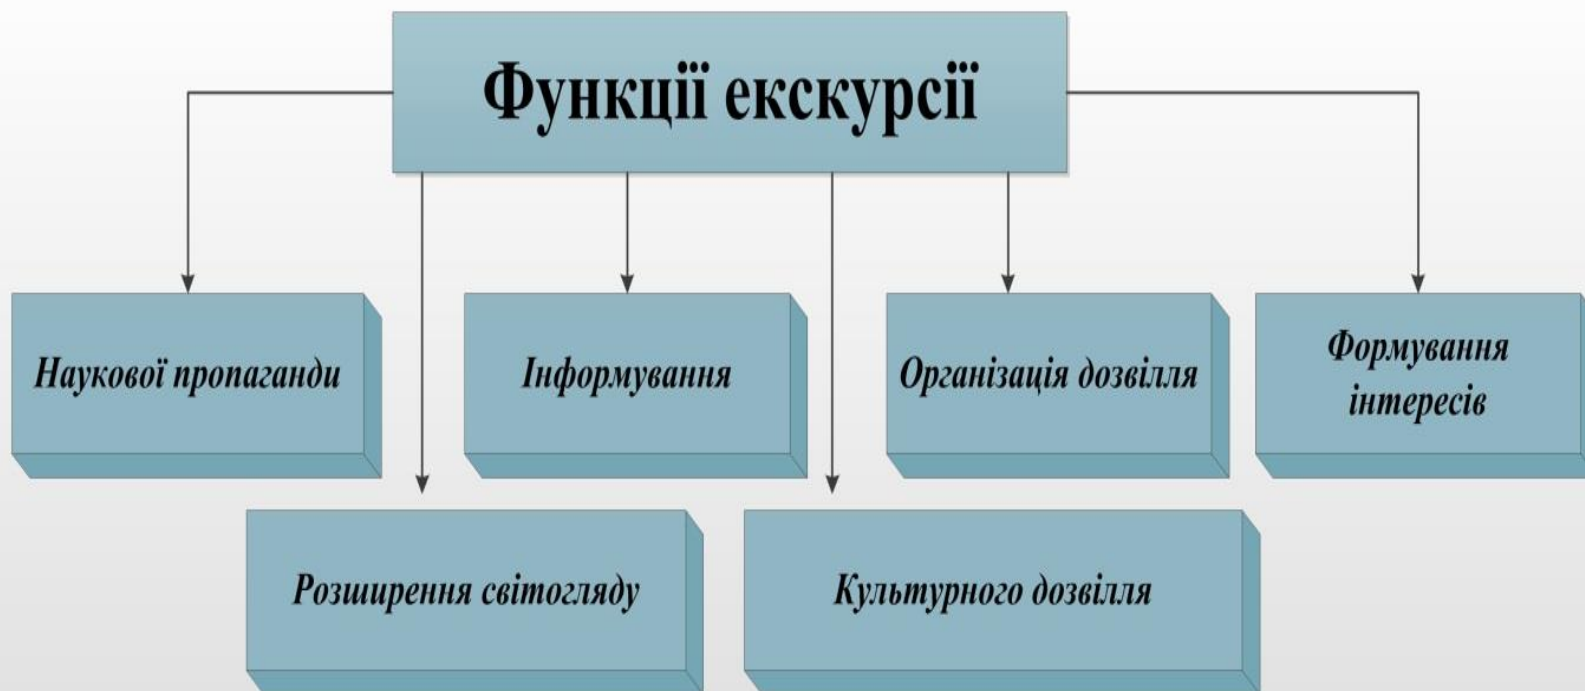 Функції екскурсії
Наукової пропаганди
Інформування
Організація дозвілля
Формування
інтересів
Розширення світогляду
Культурного дозвілля